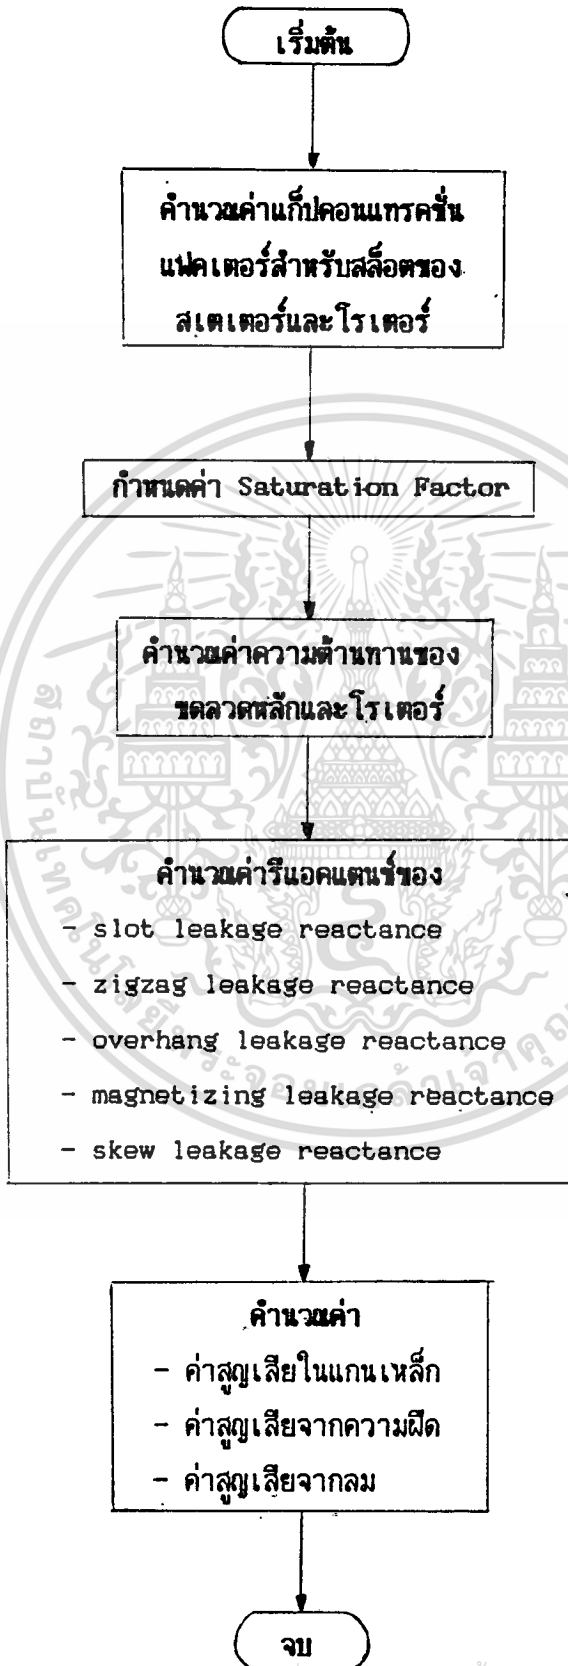 เริ่มต้น
คำนวณค่าแก็ปคอนแทรคชั่น
แฟคเตอร์สำหรับสล็อตของ
สเตเตอร์และโรเตอร์
กำหนดค่า Saturation Factor
คำนวณค่าความต้านทานของ
ขดลวดหลักและโรเตอร์
คำนวณค่ารีแอคแตนซ์ของ
- slot leakage reactance
- zigzag leakage reactance
- overhang leakage reactance
- magnetizing leakage reactance
- skew leakage reactance
คำนวณค่า
- ค่าสูญเสียในแกนเหล็ก
- ค่าสูญเสียจากความฝืด
- ค่าสูญเสียจากลม
จบ